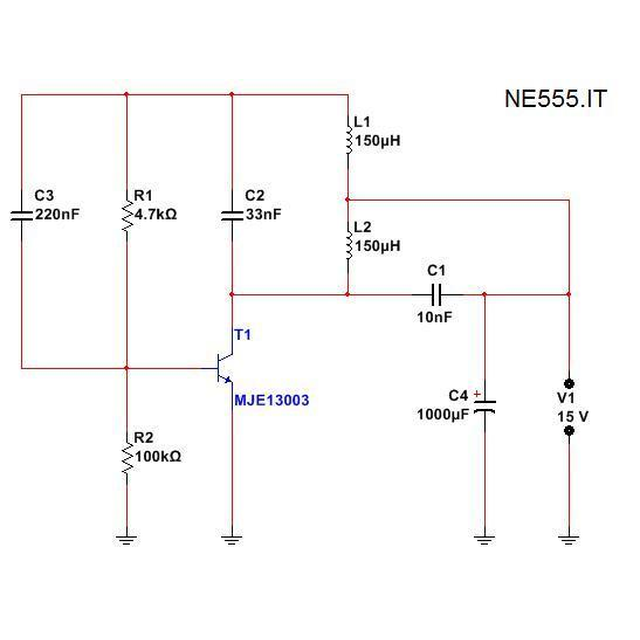 NE555.IT
L1
150µH
C3
220nF
R1
4.7kΩ
C2
33nF
L2
150µH
C1
10nF
T1
MJE13003
C4
+
1000µF
V1
15 V
R2
100kΩ